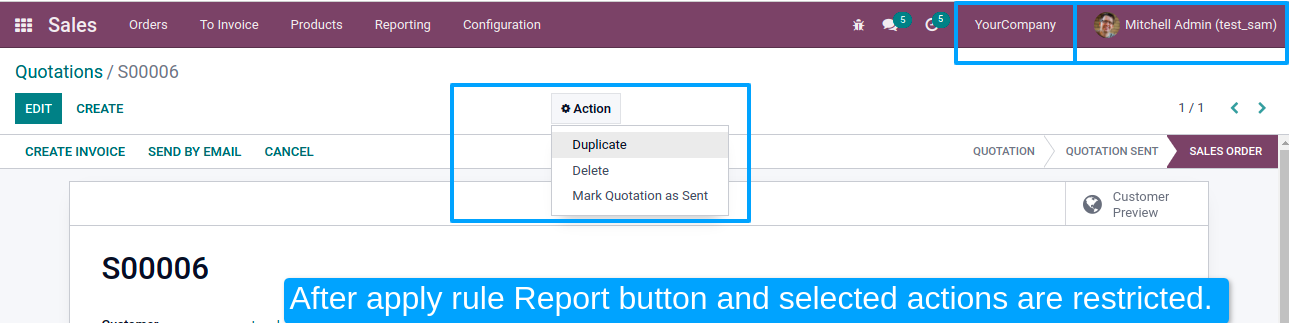 Sales Orders To Invoice Products Reporting Configuration 5 5 YourCompany Mitchell Admin (test_sam)
Quotations / S00006
EDIT CREATE Action 1 / 1
Duplicate
Delete
Mark Quotation as Sent
CREATE INVOICE SEND BY EMAIL CANCEL QUOTATION QUOTATION SENT SALES ORDER
Customer
Preview
S00006
After apply rule Report button and selected actions are restricted.
Customer